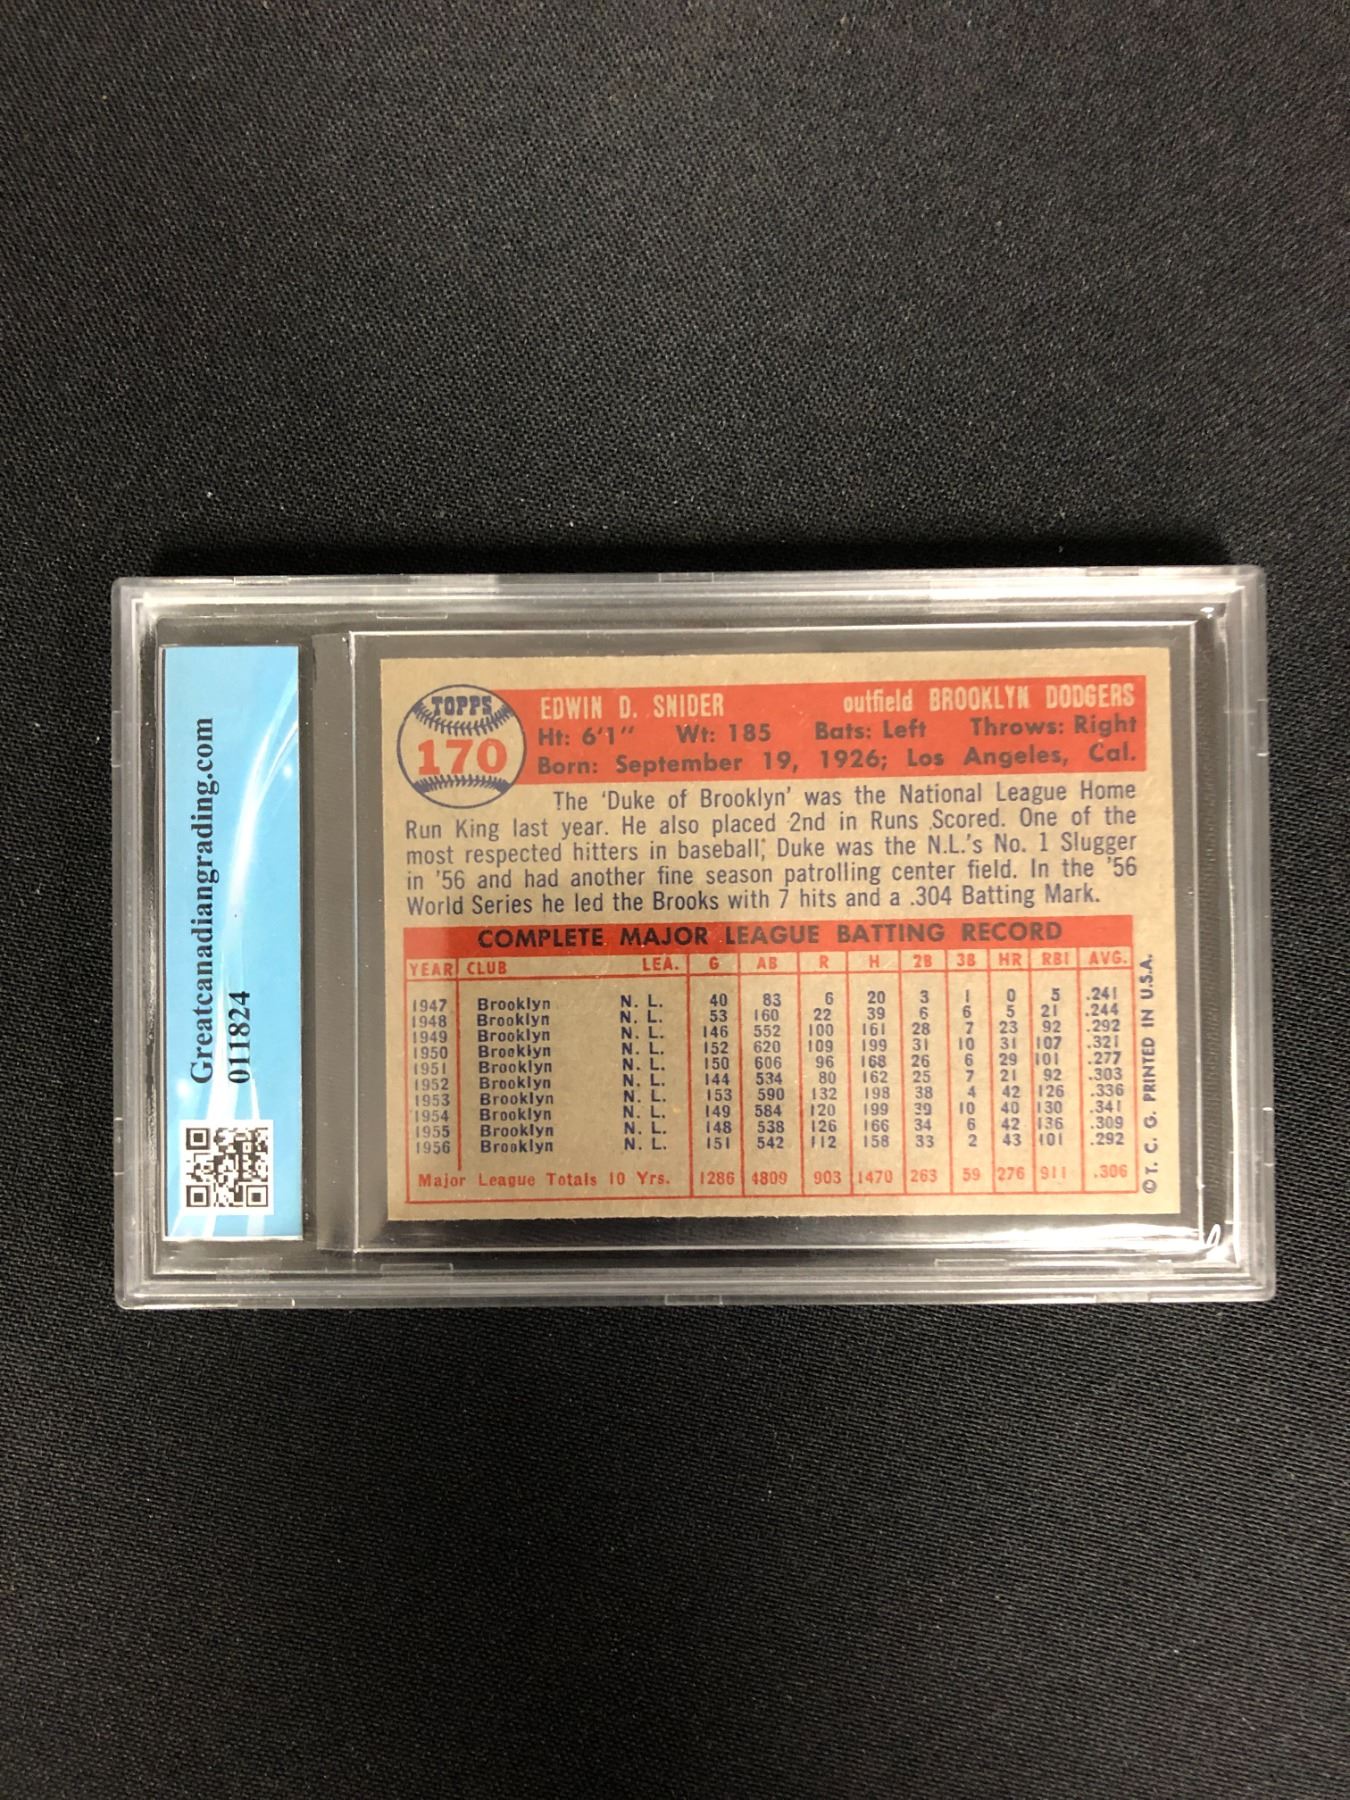 Greatcanadiangrading.com
011824
TOPPS
170
EDWIN D. SNIDER outfield BROOKLYN DODGERS
Ht: 6'1" Wt: 185 Bats: Left Throws: Right
Born: September 19, 1926; Los Angeles, Cal.
The 'Duke of Brooklyn' was the National League Home
Run King last year. He also placed 2nd in Runs Scored. One of the
most respected hitters in baseball, Duke was the N.L.'s No. 1 Slugger
in '56 and had another fine season patrolling center field. In the '56
World Series he led the Brooks with 7 hits and a .304 Batting Mark.
COMPLETE MAJOR LEAGUE BATTING RECORD
YEAR CLUB LEA. G AB R H 2B 3B HR RBI AVG.
1947 Brooklyn N. L. 40 83 6 20 3 1 0 5 .241
1948 Brooklyn N. L. 53 160 22 39 6 6 5 21 .244
1949 Brooklyn N. L. 146 552 100 161 28 7 23 92 .292
1950 Brooklyn N. L. 152 620 109 199 31 10 31 107 .321
1951 Brooklyn N. L. 150 606 96 168 26 6 29 101 .277
1952 Brooklyn N. L. 144 534 80 162 25 7 21 92 .303
1953 Brooklyn N. L. 153 590 132 198 38 4 42 126 .336
1954 Brooklyn N. L. 149 584 120 199 39 10 40 130 .341
1955 Brooklyn N. L. 148 538 126 166 34 6 42 136 .309
1956 Brooklyn N. L. 151 542 112 158 33 2 43 101 .292
Major League Totals 10 Yrs. 1286 4809 903 1470 263 59 276 911 .306
© T. C. G. PRINTED IN U.S.A.